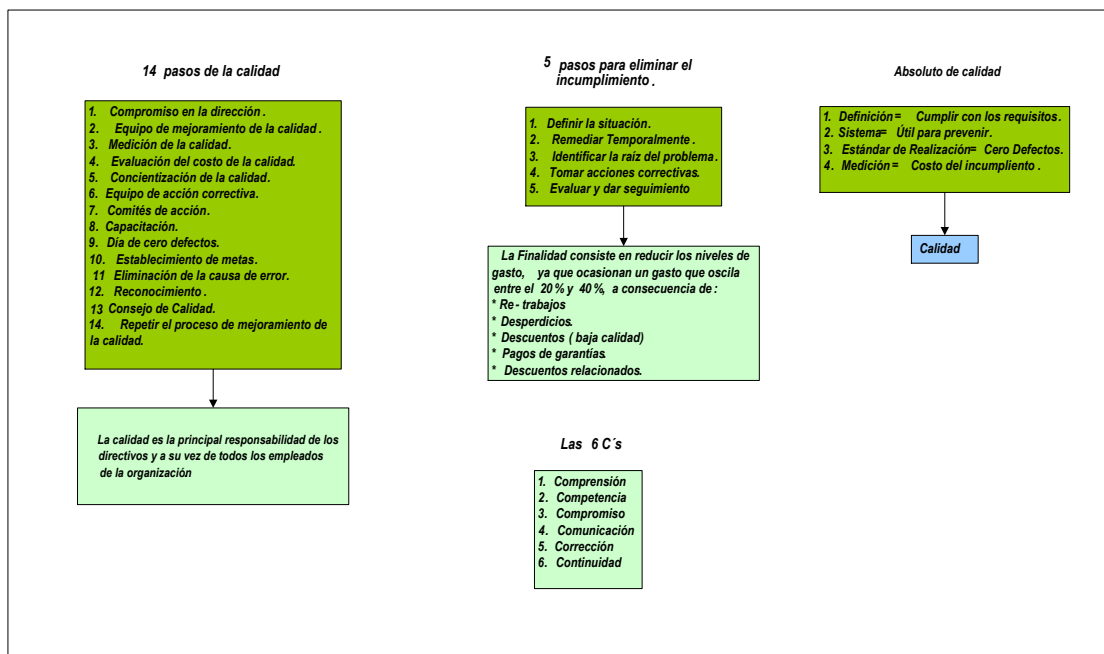 14 pasos de la calidad
1. Compromiso en la dirección.
2. Equipo de mejoramiento de la calidad.
3. Medición de la calidad.
4. Evaluación del costo de la calidad.
5. Concientización de la calidad.
6. Equipo de acción correctiva.
7. Comités de acción.
8. Capacitación.
9. Día de cero defectos.
10. Establecimiento de metas.
11 Eliminación de la causa de error.
12. Reconocimiento.
13 Consejo de Calidad.
14. Repetir el proceso de mejoramiento de
la calidad.
La calidad es la principal responsabilidad de los
directivos y a su vez de todos los empleados
de la organización
5 pasos para eliminar el
incumplimiento.
1. Definir la situación.
2. Remediar Temporalmente.
3. Identificar la raíz del problema.
4. Tomar acciones correctivas.
5. Evaluar y dar seguimiento
La Finalidad consiste en reducir los niveles de
gasto, ya que ocasionan un gasto que oscila
entre el 20% y 40%, a consecuencia de:
* Re-trabajos
* Desperdicios.
* Descuentos (baja calidad)
* Pagos de garantías.
* Descuentos relacionados.
Las 6 C´s
1. Comprensión
2. Competencia
3. Compromiso
4. Comunicación
5. Corrección
6. Continuidad
Absoluto de calidad
1. Definición= Cumplir con los requisitos.
2. Sistema= Útil para prevenir.
3. Estándar de Realización= Cero Defectos.
4. Medición= Costo del incumpliento.
Calidad